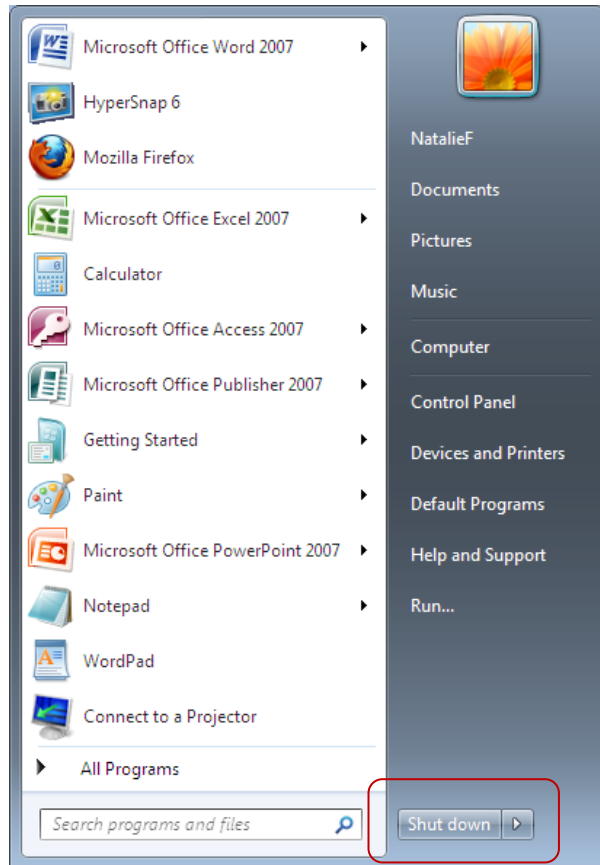 Microsoft Office Word 2007
HyperSnap 6
Mozilla Firefox
Microsoft Office Excel 2007
Calculator
Microsoft Office Access 2007
Microsoft Office Publisher 2007
Getting Started
Paint
Microsoft Office PowerPoint 2007
Notepad
WordPad
Connect to a Projector
All Programs
Search programs and files
NatalieF
Documents
Pictures
Music
Computer
Control Panel
Devices and Printers
Default Programs
Help and Support
Run...
Shut down